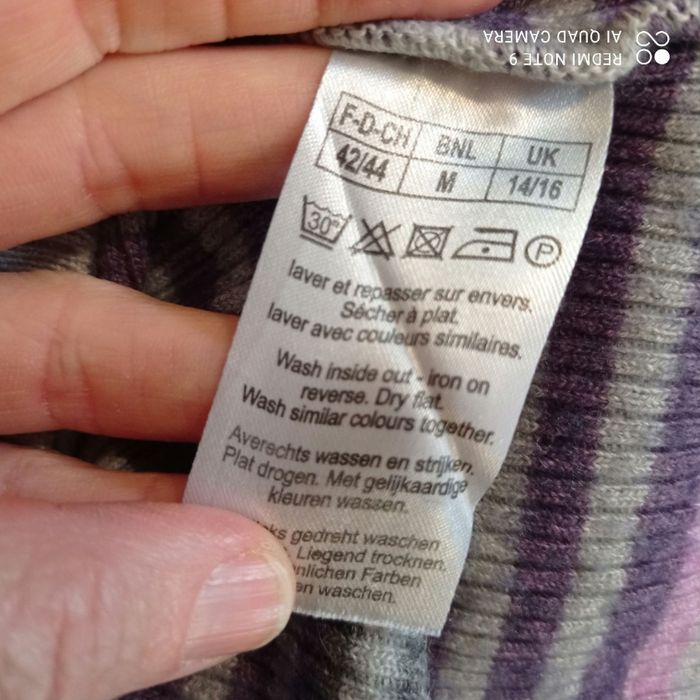 F-D-CH BNL UK
42/44 M 14/16
30° P
laver et repasser sur envers.
Sécher à plat.
laver avec couleurs similaires.
Wash inside out - iron on
reverse. Dry flat.
Wash similar colours together.
Averechts wassen en strijken.
Plat drogen. Met gelijkaardige
kleuren wassen.
gedreht waschen
Liegend trocknen.
Farben
waschen.
REDMI NOTE 9
AI QUAD CAMERA